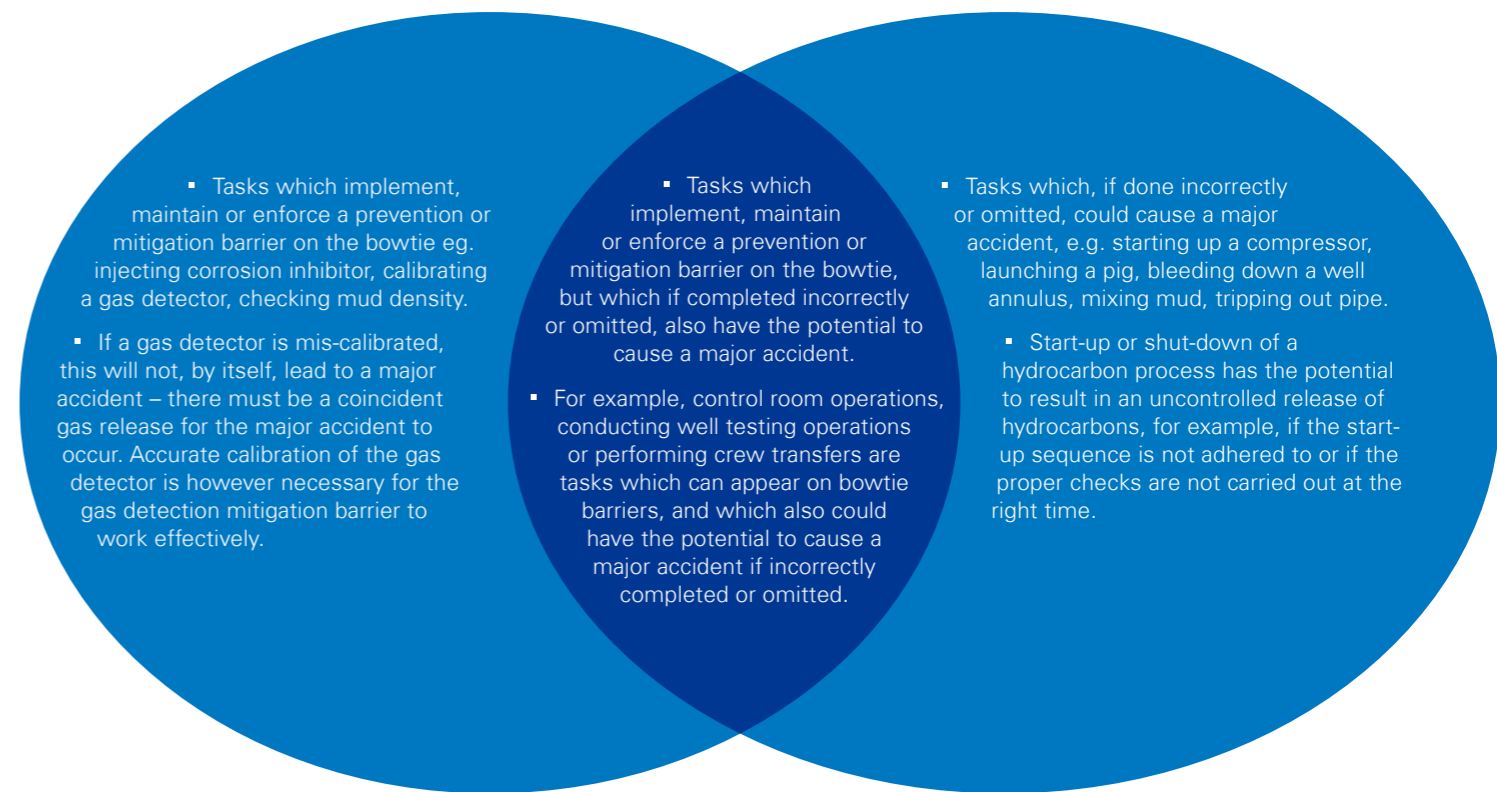 ▪ Tasks which implement,
maintain or enforce a prevention or
mitigation barrier on the bowtie eg.
injecting corrosion inhibitor, calibrating
a gas detector, checking mud density.
▪ If a gas detector is mis-calibrated,
this will not, by itself, lead to a major
accident – there must be a coincident
gas release for the major accident to
occur. Accurate calibration of the gas
detector is however necessary for the
gas detection mitigation barrier to
work effectively.
▪ Tasks which
implement, maintain
or enforce a prevention or
mitigation barrier on the bowtie,
but which if completed incorrectly
or omitted, also have the potential to
cause a major accident.
▪ For example, control room operations,
conducting well testing operations
or performing crew transfers are
tasks which can appear on bowtie
barriers, and which also could
have the potential to cause a
major accident if incorrectly
completed or omitted.
▪ Tasks which, if done incorrectly
or omitted, could cause a major
accident, e.g. starting up a compressor,
launching a pig, bleeding down a well
annulus, mixing mud, tripping out pipe.
▪ Start-up or shut-down of a
hydrocarbon process has the potential
to result in an uncontrolled release of
hydrocarbons, for example, if the start-
up sequence is not adhered to or if the
proper checks are not carried out at the
right time.